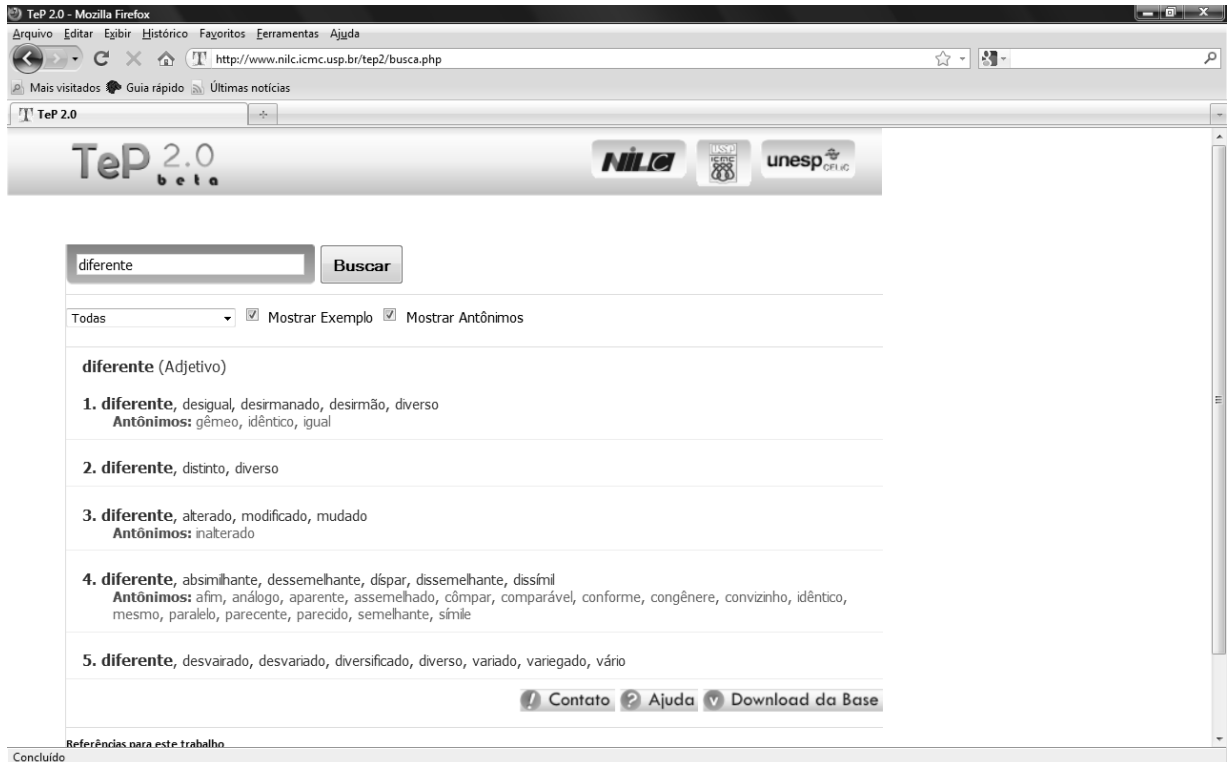 TeP 2.0 - Mozilla Firefox
Arquivo Editar Exibir Histórico Favoritos Ferramentas Ajuda
http://www.nilc.icmc.usp.br/tep2/busca.php
Mais visitados Guia rápido Últimas notícias
TeP 2.0
TeP 2.0
beta
NILC
USP
ICMC
unesp
CELiC
diferente Buscar
Todas Mostrar Exemplo Mostrar Antônimos
diferente (Adjetivo)
1. diferente, desigual, desirmanado, desirmão, diverso
Antônimos: gêmeo, idêntico, igual
2. diferente, distinto, diverso
3. diferente, alterado, modificado, mudado
Antônimos: inalterado
4. diferente, absimilhante, dessemelhante, díspar, dissemelhante, dissímil
Antônimos: afim, análogo, aparente, assemelhado, cômpar, comparável, conforme, congênere, convizinho, idêntico,
mesmo, paralelo, parecente, parecido, semelhante, símile
5. diferente, desvairado, desvariado, diversificado, diverso, variado, variegado, vário
Contato ? Ajuda v Download da Base
Referências para este trabalho
Concluído